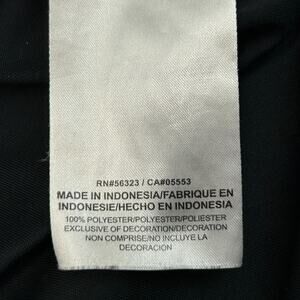 RN#56323 / CA#05553
MADE IN INDONESIA/FABRIQUE EN
INDONESIE/HECHO EN INDONESIA
100% POLYESTER/POLYESTER/POLIESTER
EXCLUSIVE OF DECORATION/DECORATION
NON COMPRISE/NO INCLUYE LA
DECORACION